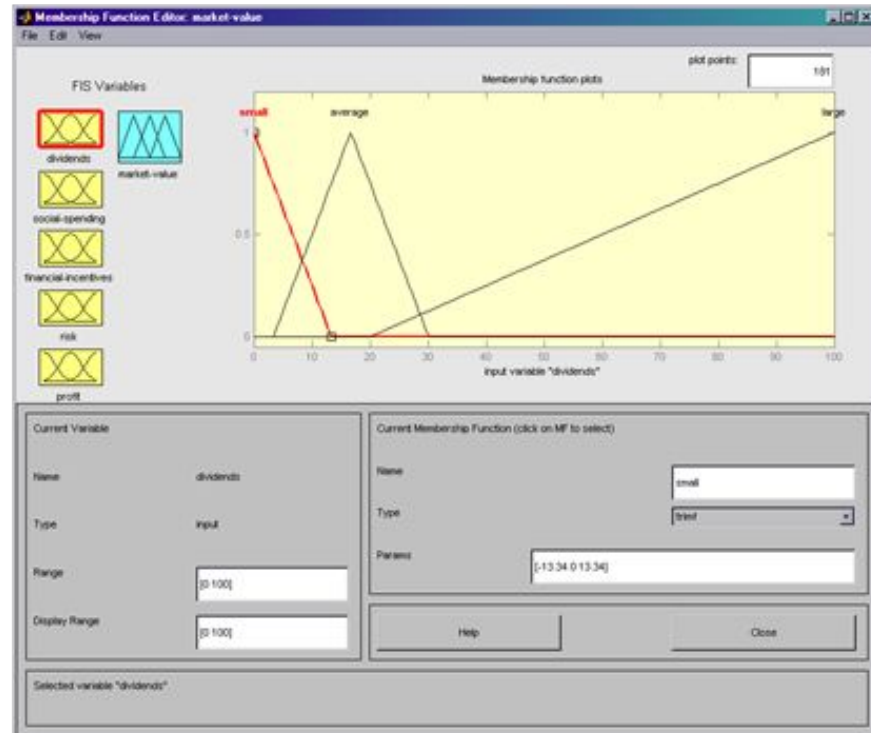 Membership Function Editor: market-value
File Edit View
plot points:
181
FIS Variables
Membership function plots
small
average
large
1
0.5
0
dividends
market-value
social-spending
financial-incentives
risk
profit
0 10 20 30 40 50 60 70 80 90 100
input variable "dividends"
Current Variable
Name
dividends
Type
input
Range
[0 100]
Display Range
[0 100]
Current Membership Function (click on MF to select)
Name
small
Type
trimf
Params
[-13.34 0 13.34]
Help
Close
Selected variable "dividends"